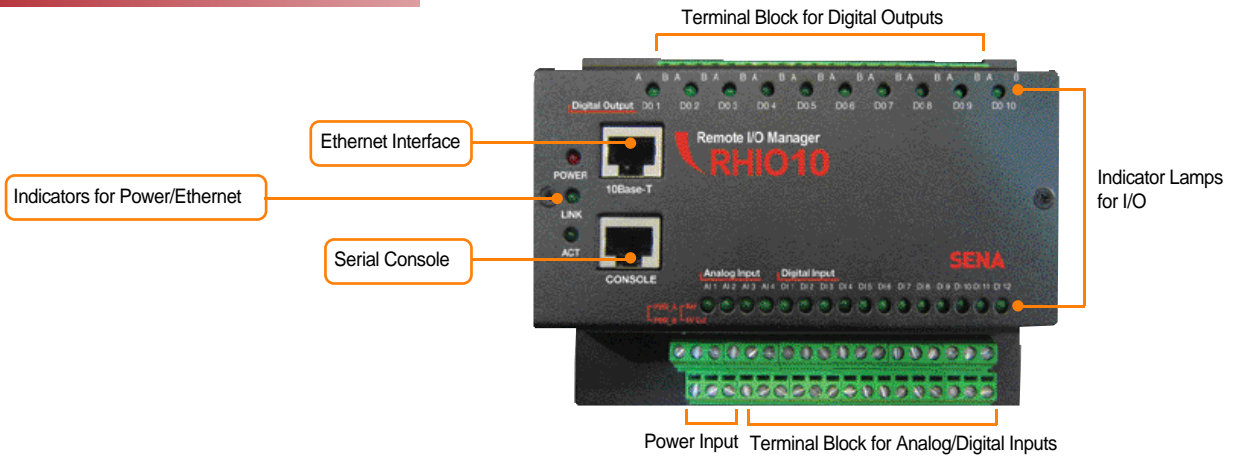 Terminal Block for Digital Outputs
A B A B A B A B A B A B A B A B A B A B
DO 1 DO 2 DO 3 DO 4 DO 5 DO 6 DO 7 DO 8 DO 9 DO 10
Digital Output
Ethernet Interface
Remote I/O Manager
RHIO10
POWER
10Base-T
Indicators for Power/Ethernet
LINK
Indicator Lamps
for I/O
Serial Console
ACT
CONSOLE
SENA
Analog Input Digital Input
AI 1 AI 2 AI 3 AI 4 DI 1 DI 2 DI 3 DI 4 DI 5 DI 6 DI 7 DI 8 DI 9 DI 10 DI 11 DI 12
PWR_A
PWR_B
Power Input
Terminal Block for Analog/Digital Inputs